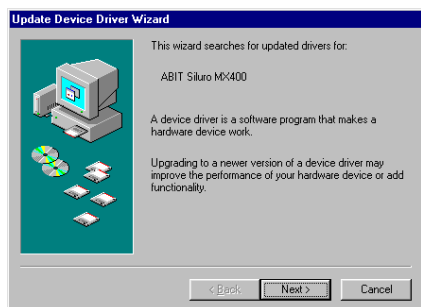 Update Device Driver Wizard
This wizard searches for updated drivers for:
ABIT Siluro MX400
A device driver is a software program that makes a
hardware device work.
Upgrading to a newer version of a device driver may
improve the performance of your hardware device or add
functionality.
< Back
Next >
Cancel